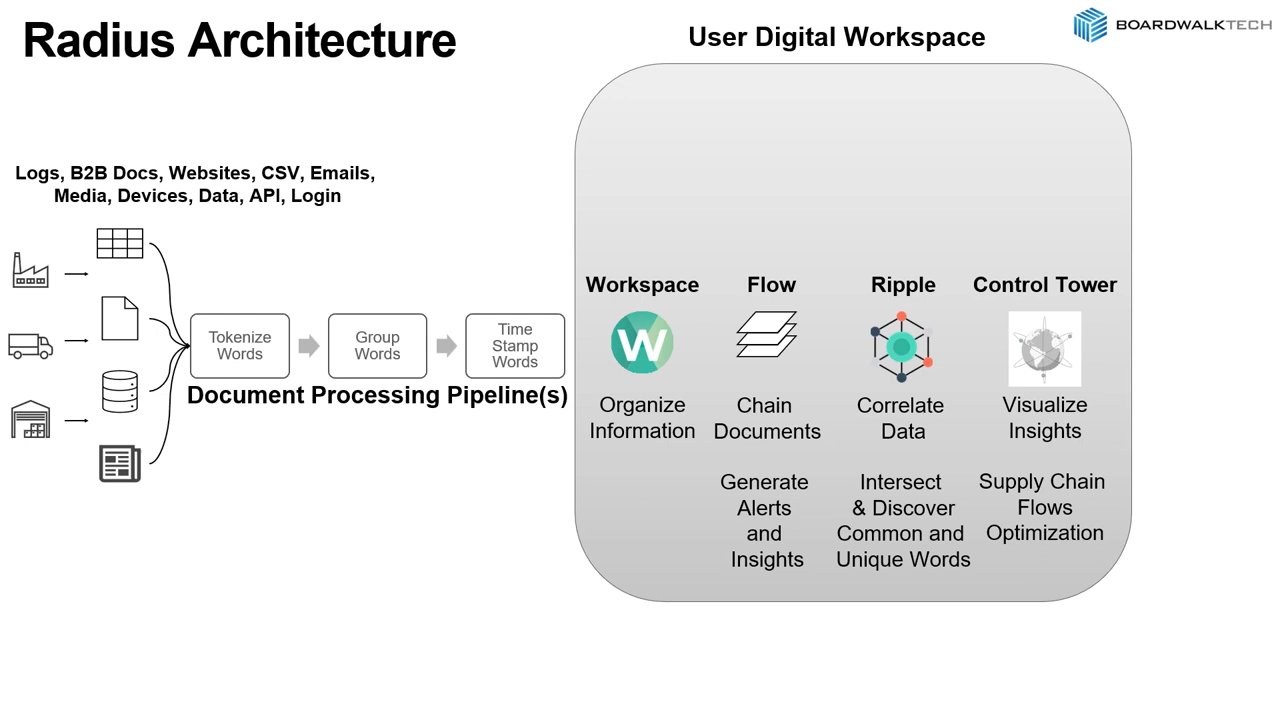 Radius Architecture
User Digital Workspace
BOARDWALKTECH
Logs, B2B Docs, Websites, CSV, Emails,
Media, Devices, Data, API, Login
Tokenize
Words
Group
Words
Time
Stamp
Words
Document Processing Pipeline(s)
Workspace
W
Organize
Information
Flow
Chain
Documents
Generate
Alerts
and
Insights
Ripple
Correlate
Data
Intersect
& Discover
Common and
Unique Words
Control Tower
Visualize
Insights
Supply Chain
Flows
Optimization